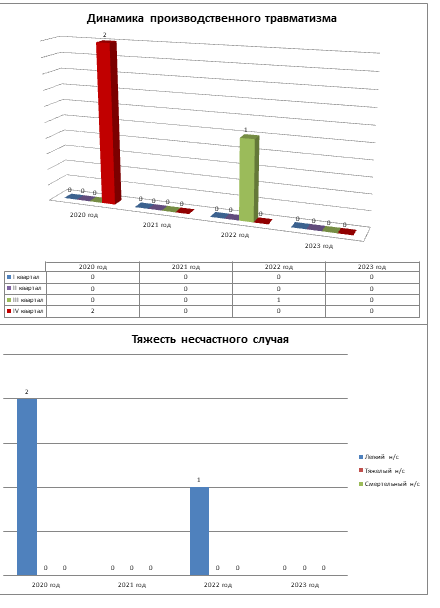 Динамика производственного травматизма
2
0 0 0
0 0 0 0
0 0 1 0
0 0 0 0
2020 год
2021 год
2022 год
2023 год
2020 год 2021 год 2022 год 2023 год
I квартал 0 0 0 0
II квартал 0 0 0 0
III квартал 0 0 1 0
IV квартал 2 0 0 0
Тяжесть несчастного случая
2 0 0
0 0 0
1 0 0
0 0 0
2020 год 2021 год 2022 год 2023 год
Легкий н/с
Тяжелый н/с
Смертельный н/с